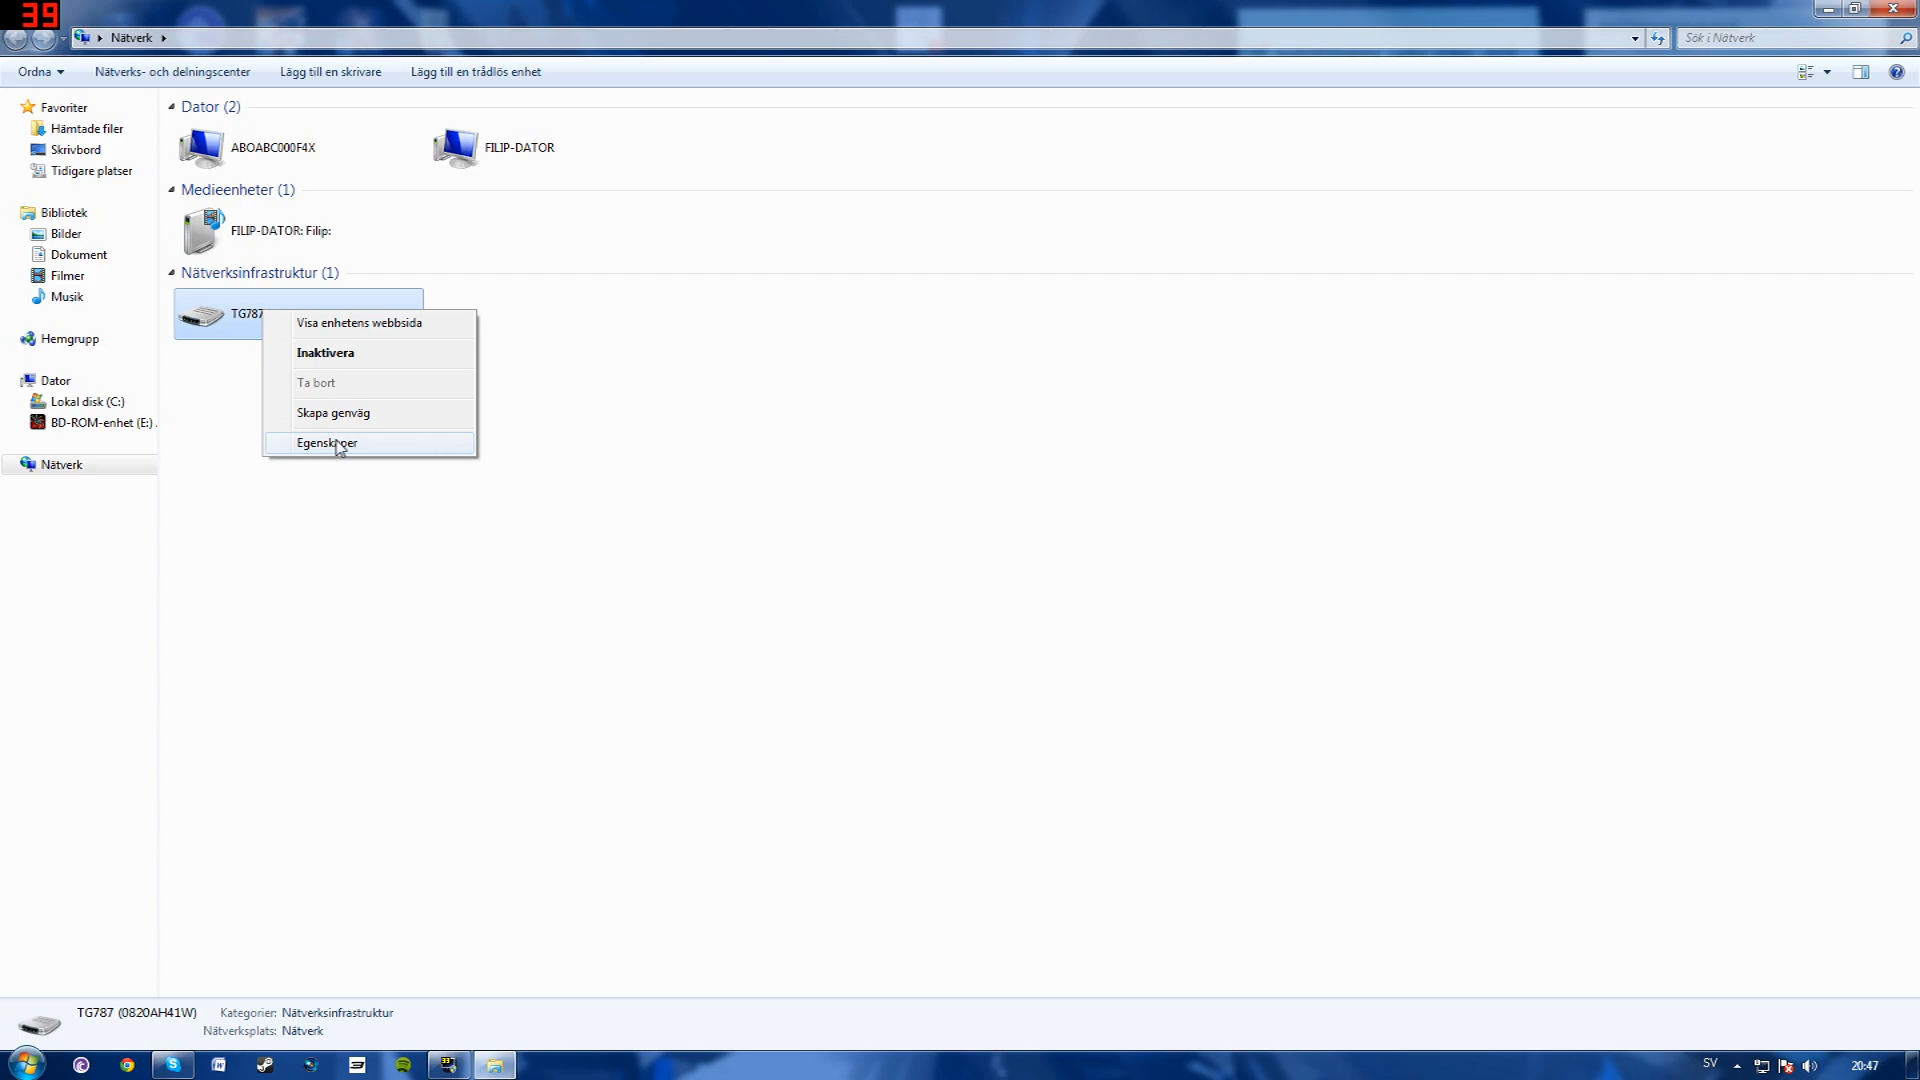 39
Nätverk
Sök i Nätverk
Ordna
Nätverks- och delningscenter
Lägg till en skrivare
Lägg till en trådlös enhet
Favoriter
Hämtade filer
Skrivbord
Tidigare platser
Bibliotek
Bilder
Dokument
Filmer
Musik
Hemgrupp
Dator
Lokal disk (C:)
BD-ROM-enhet (E:)
Nätverk
Dator (2)
ABOABC000F4X
FILIP-DATOR
Medieenheter (1)
FILIP-DATOR: Filip:
Nätverksinfrastruktur (1)
TG787
Visa enhetens webbsida
Inaktivera
Ta bort
Skapa genväg
Egenskaper
TG787 (0820AH41W)
Kategorier: Nätverksinfrastruktur
Nätverksplats: Nätverk
SV
20:47